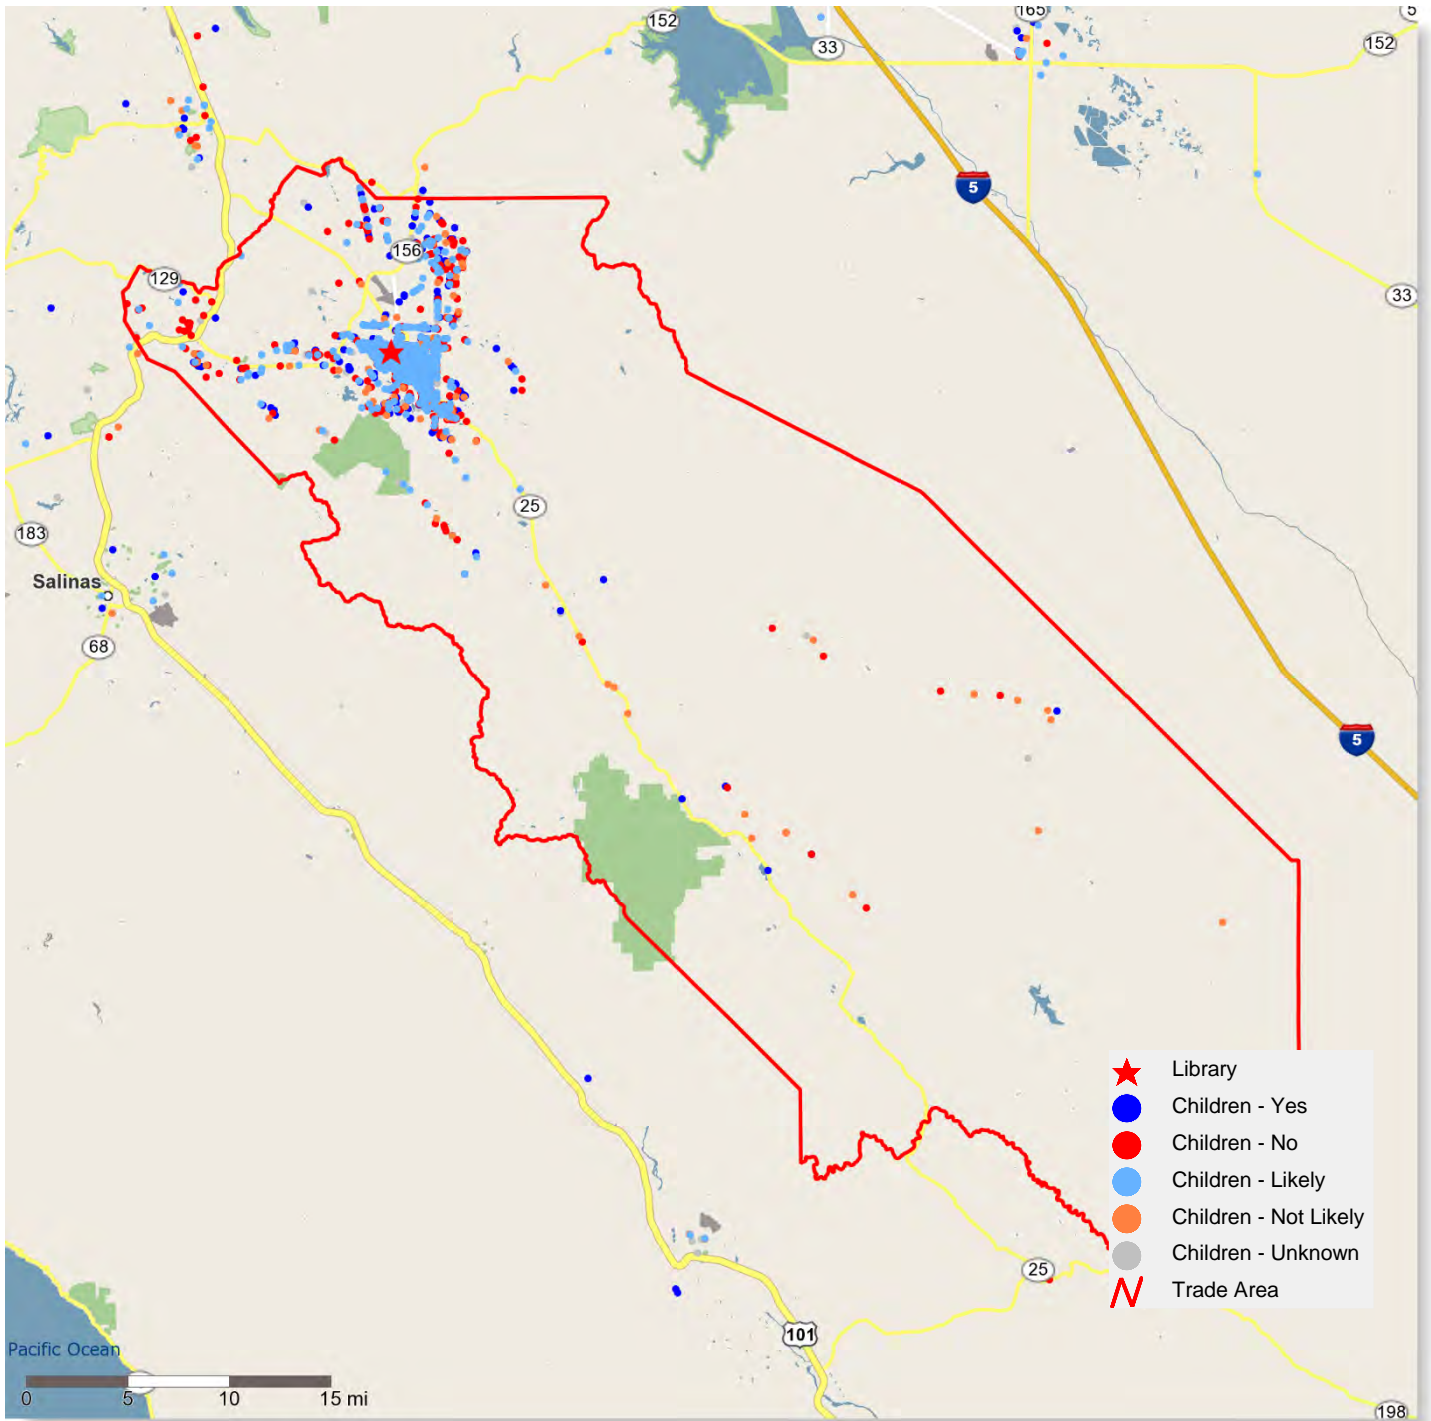 165
5
152
33
152
5
156
129
33
25
183
Salinas
68
5
Library
Children - Yes
Children - No
Children - Likely
Children - Not Likely
Children - Unknown
Trade Area
25
101
Pacific Ocean
0 5 10 15 mi
198